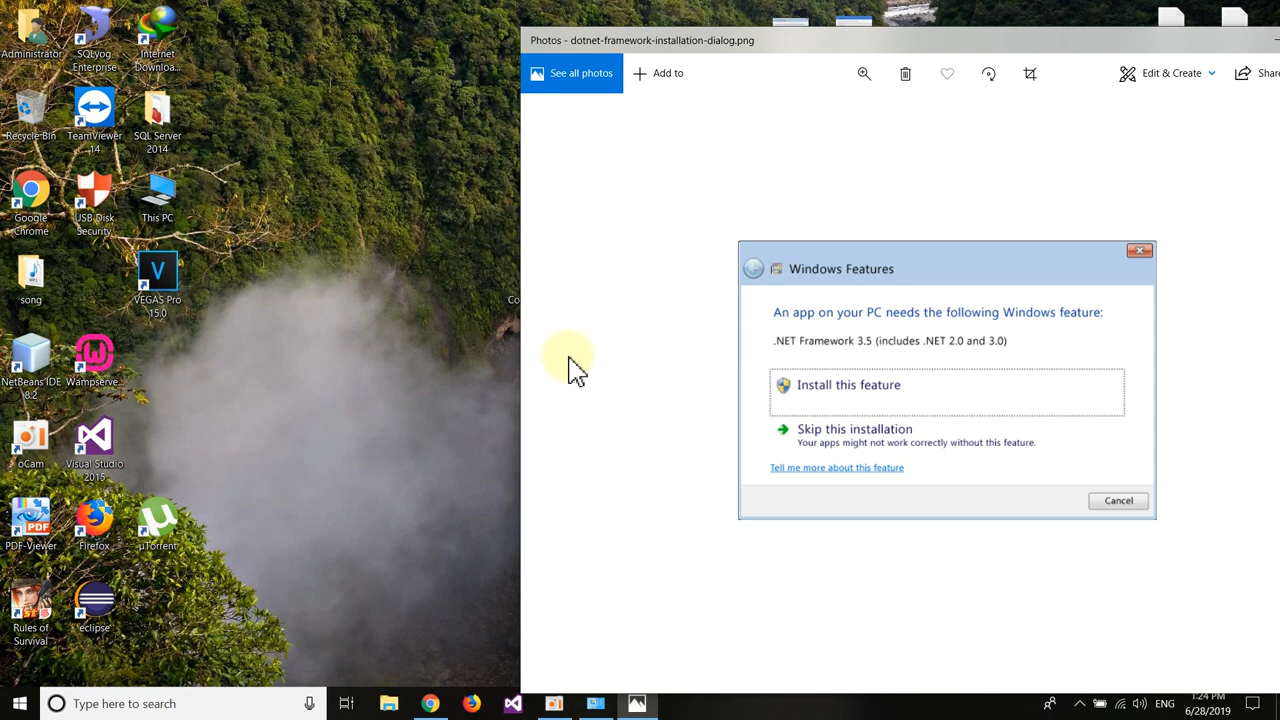 Administrator
SQLyog
Enterprise
Internet
Downloa...
Recycle Bin
TeamViewer
14
SQL Server
2014
Google
Chrome
USB Disk
Security
This PC
song
VEGAS Pro
15.0
NetBeans IDE
8.2
Wampserve...
oCam
Visual Studio
2015
PDF-Viewer
Firefox
uTorrent
Rules of
Survival
eclipse
Co
Photos - dotnet-framework-installation-dialog.png
See all photos
Add to
Edit & Create
Share
Windows Features
An app on your PC needs the following Windows feature:
.NET Framework 3.5 (includes .NET 2.0 and 3.0)
Install this feature
Skip this installation
Your apps might not work correctly without this feature.
Tell me more about this feature
Cancel
Type here to search
ENG
1:24 PM
6/28/2019